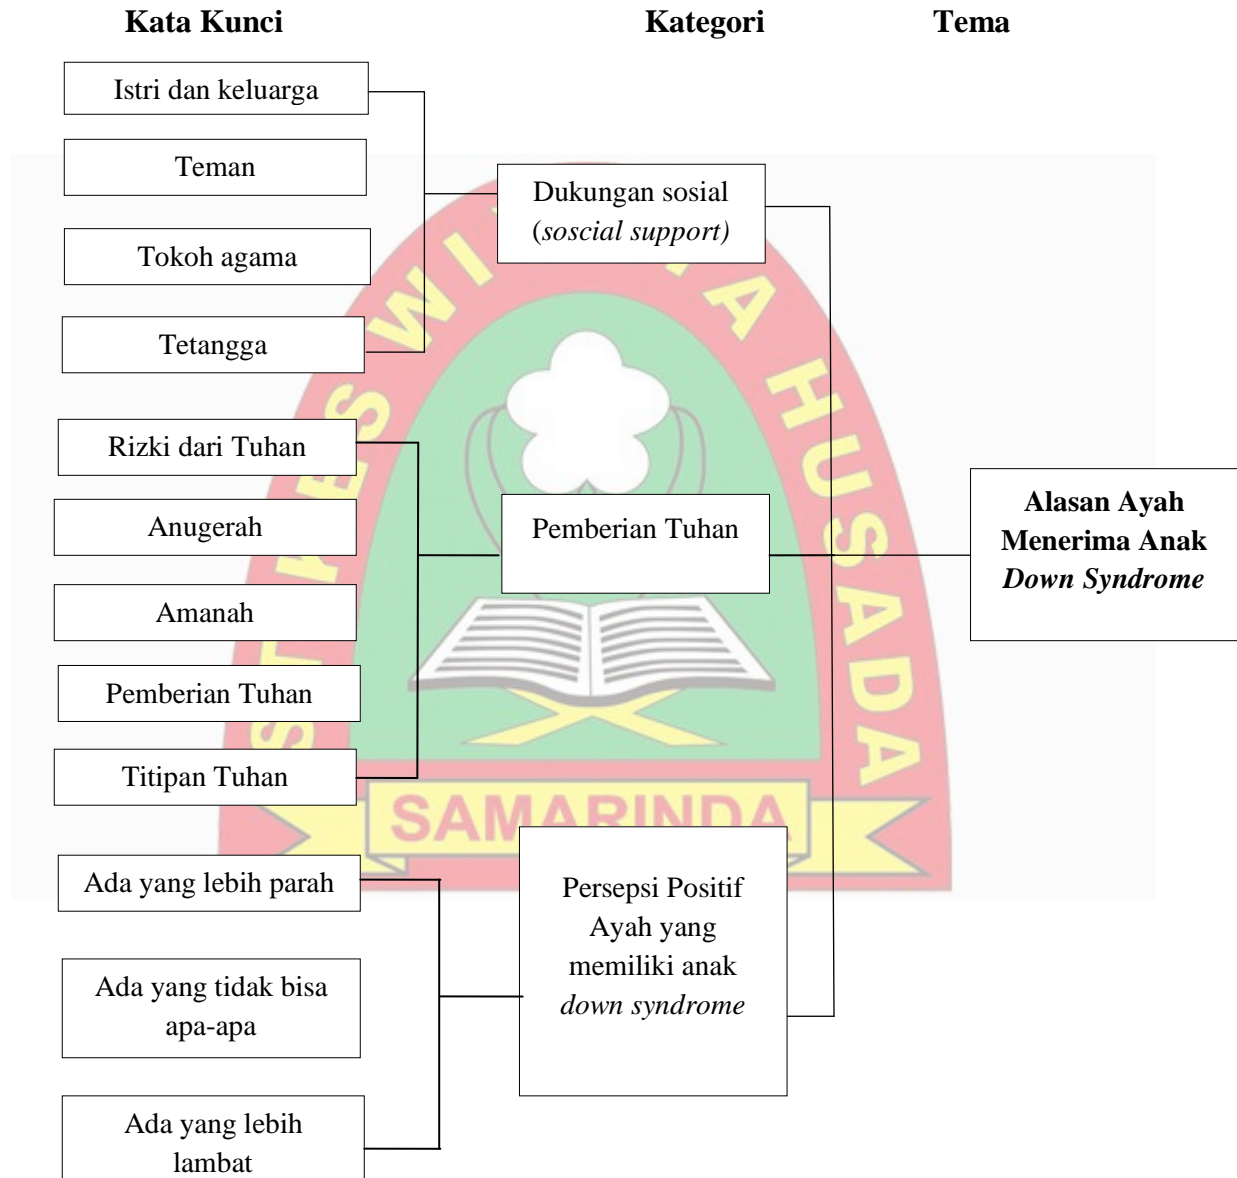 Kata Kunci Kategori Tema
Istri dan keluarga
Teman
Tokoh agama
Tetangga
Dukungan sosial
(soscial support)
Rizki dari Tuhan
Anugerah
Amanah
Pemberian Tuhan
Titipan Tuhan
Pemberian Tuhan
Ada yang lebih parah
Ada yang tidak bisa
apa-apa
Ada yang lebih
lambat
Persepsi Positif
Ayah yang
memiliki anak
down syndrome
Alasan Ayah
Menerima Anak
Down Syndrome
HUSADA
SAMARINDA